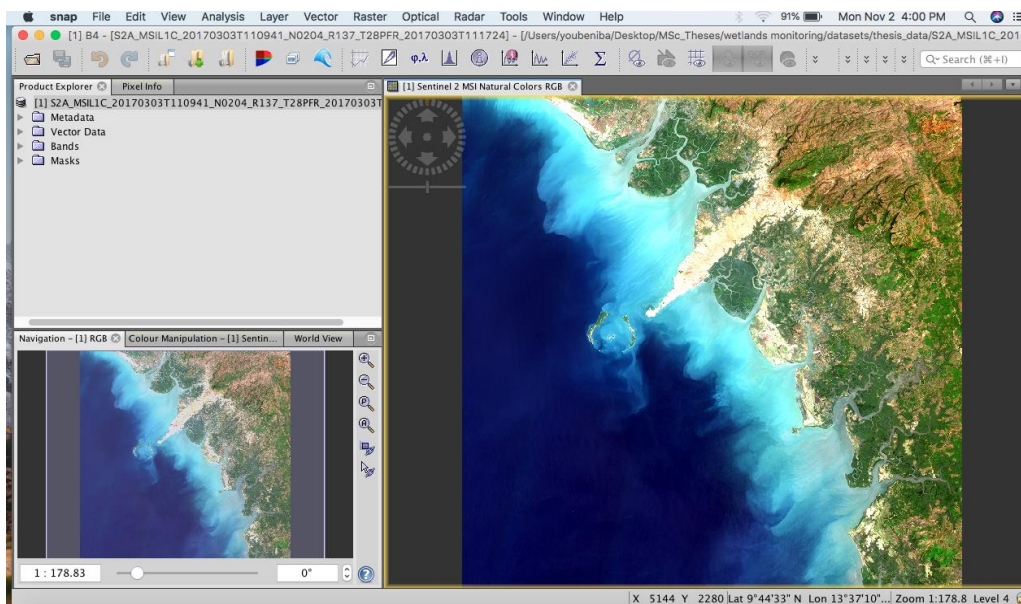 snap File Edit View Analysis Layer Vector Raster Optical Radar Tools Window Help 91% Mon Nov 2 4:00 PM
[1] B4 - [S2A_MSIL1C_20170303T110941_N0204_R137_T28PFR_20170303T111724] - [/Users/youbeniba/Desktop/MSc_Theses/wetlands monitoring/datasets/thesis_data/S2A_MSIL1C_201
φ,λ Σ Search (⌘+I)
Product Explorer Pixel Info [1] Sentinel 2 MSI Natural Colors RGB
[1] S2A_MSIL1C_20170303T110941_N0204_R137_T28PFR_20170303T
Metadata
Vector Data
Bands
Masks
Navigation - [1] RGB Colour Manipulation - [1] Sentin... World View
1 : 178.83 0°
X 5144 Y 2280 Lat 9°44'33" N Lon 13°37'10"... Zoom 1:178.8 Level 4